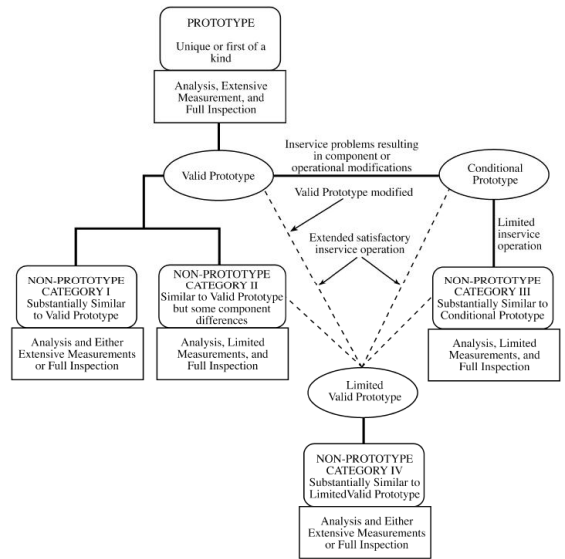 PROTOTYPE
Unique or first of a
kind
Analysis, Extensive
Measurement, and
Full Inspection
Valid Prototype
Inservice problems resulting
in component or
operational modifications
Conditional
Prototype
Valid Prototype modified
Extended satisfactory
inservice operation
Limited
inservice
operation
NON-PROTOTYPE
CATEGORY I
Substantially Similar
to Valid Prototype
Analysis and Either
Extensive Measurements
or Full Inspection
NON-PROTOTYPE
CATEGORY II
Similar to Valid Prototype
but some component
differences
Analysis, Limited
Measurements, and
Full Inspection
NON-PROTOTYPE
CATEGORY III
Substantially Similar to
Conditional Prototype
Analysis, Limited
Measurements, and
Full Inspection
Limited
Valid Prototype
NON-PROTOTYPE
CATEGORY IV
Substantially Similar to
LimitedValid Prototype
Analysis and Either
Extensive Measurements
or Full Inspection